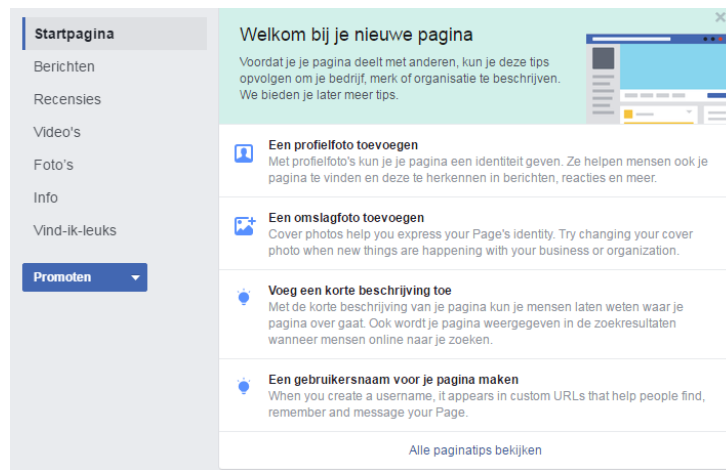 Startpagina
Berichten
Recensies
Video's
Foto's
Info
Vind-ik-leuks
Promoten
Welkom bij je nieuwe pagina
Voordat je je pagina deelt met anderen, kun je deze tips
opvolgen om je bedrijf, merk of organisatie te beschrijven.
We bieden je later meer tips.
Een profielfoto toevoegen
Met profielfoto's kun je je pagina een identiteit geven. Ze helpen mensen ook je
pagina te vinden en deze te herkennen in berichten, reacties en meer.
Een omslagfoto toevoegen
Cover photos help you express your Page's identity. Try changing your cover
photo when new things are happening with your business or organization.
Voeg een korte beschrijving toe
Met de korte beschrijving van je pagina kun je mensen laten weten waar je
pagina over gaat. Ook wordt je pagina weergegeven in de zoekresultaten
wanneer mensen online naar je zoeken.
Een gebruikersnaam voor je pagina maken
When you create a username, it appears in custom URLs that help people find,
remember and message your Page.
Alle paginatips bekijken